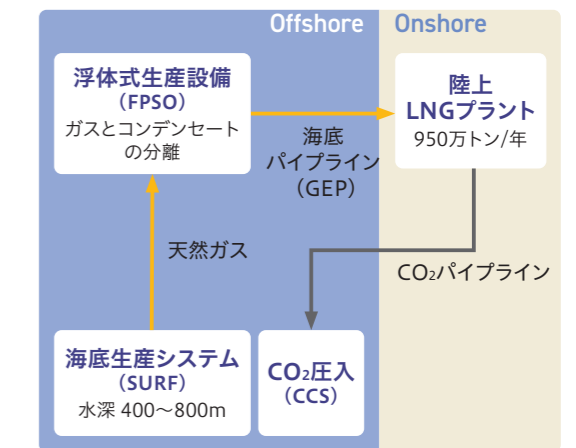 Offshore
Onshore
浮体式生産設備
（FPSO）
ガスとコンデンセート
の分離
海底
パイプライン
（GEP）
陸上
LNGプラント
950万トン/年
天然ガス
CO₂パイプライン
海底生産システム
（SURF）
水深 400〜800m
CO₂圧入
（CCS）